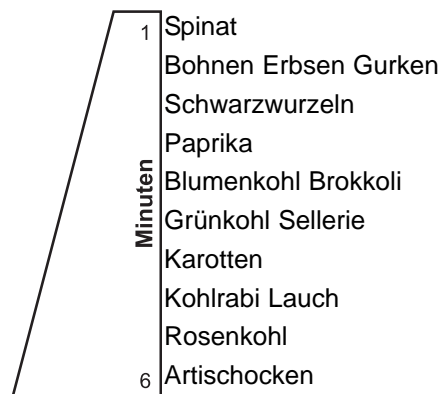 1 Spinat
Bohnen Erbsen Gurken
Schwarzwurzeln
Paprika
Blumenkohl Brokkoli
Grünkohl Sellerie
Karotten
Kohlrabi Lauch
Rosenkohl
6 Artischocken
Minuten